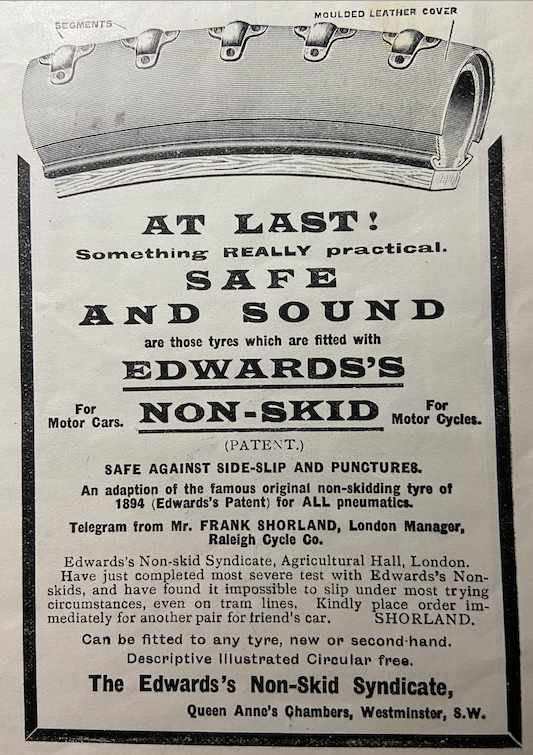 SEGMENTS
MOULDED LEATHER COVER
AT LAST!
Something REALLY practical.
SAFE
AND SOUND
are those tyres which are fitted with
EDWARDS'S
For
Motor Cars.
NON-SKID
For
Motor Cycles.
(PATENT.)
SAFE AGAINST SIDE-SLIP AND PUNCTURES.
An adaption of the famous original non-skidding tyre of
1894 (Edwards's Patent) for ALL pneumatics.
Telegram from Mr. FRANK SHORLAND, London Manager,
Raleigh Cycle Co.
Edwards's Non-skid Syndicate, Agricultural Hall, London.
Have just completed most severe test with Edwards's Non-
skids, and have found it impossible to slip under most trying
circumstances, even on tram lines. Kindly place order im-
mediately for another pair for friend's car. SHORLAND.
Can be fitted to any tyre, new or second-hand.
Descriptive Illustrated Circular free.
The Edwards's Non-Skid Syndicate,
Queen Anne's Chambers, Westminster, S.W.